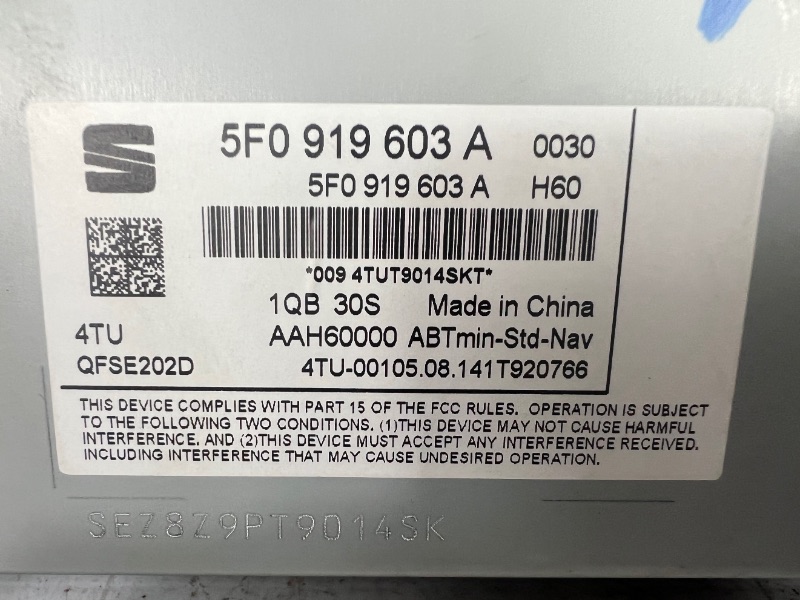 5F0 919 603 A 0030
5F0 919 603 A H60
*009 4TUT9014SKT*
1QB 30S Made in China
4TU AAH60000 ABTmin-Std-Nav
QFSE202D 4TU-00105.08.141T920766
THIS DEVICE COMPLIES WITH PART 15 OF THE FCC RULES. OPERATION IS SUBJECT
TO THE FOLLOWING TWO CONDITIONS. (1)THIS DEVICE MAY NOT CAUSE HARMFUL
INTERFERENCE. AND (2)THIS DEVICE MUST ACCEPT ANY INTERFERENCE RECEIVED.
INCLUDING INTERFERENCE THAT MAY CAUSE UNDESIRED OPERATION.
SEZ8Z9PT9014SK